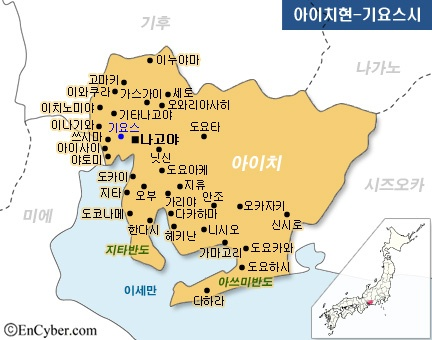 아이치현-기요스시
기후
이누야마
나가노
고마키
이와쿠라
가스가이
세토
이치노미야
오와리아사히
기타나고야
이나기와
기요스
도요타
쓰시마
나고야
아이사이
닛신
아이치
야토미
도요아케
도카이
시즈오카
지타
오부
지류
가리야
안조
미에
도코나메
다카하마
오카자키
한다시
헤키난
니시오
신시로
지타반도
가마고리
도요카와
도요하시
이세만
아쓰미반도
다하라
©EnCyber.com